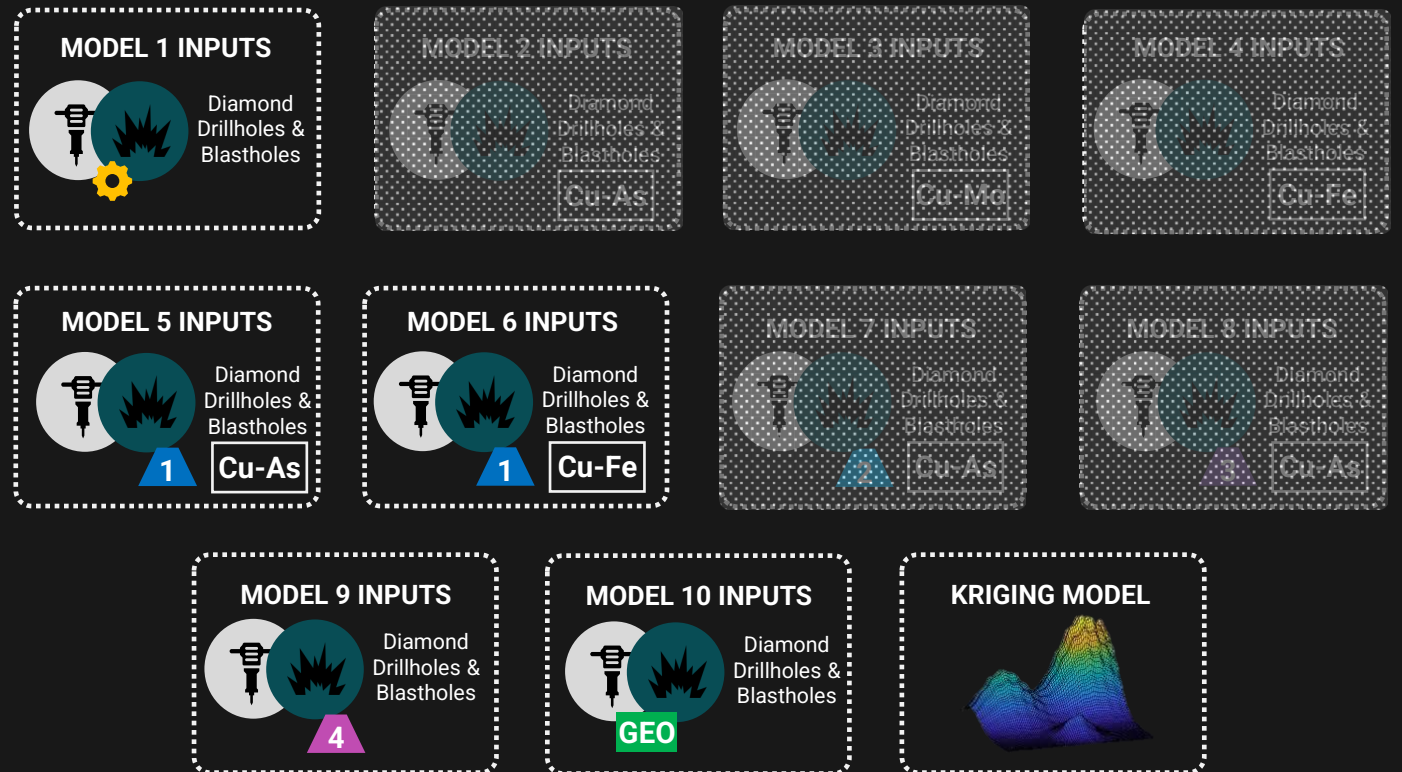 MODEL 1 INPUTS
Diamond
Drillholes &
Blastholes
MODEL 2 INPUTS
Diamond
Drillholes &
Blastholes
Cu-As
MODEL 3 INPUTS
Diamond
Drillholes &
Blastholes
Cu-Mo
MODEL 4 INPUTS
Diamond
Drillholes &
Blastholes
Cu-Fe
MODEL 5 INPUTS
Diamond
Drillholes &
Blastholes
1
Cu-As
MODEL 6 INPUTS
Diamond
Drillholes &
Blastholes
1
Cu-Fe
MODEL 7 INPUTS
Diamond
Drillholes &
Blastholes
2
Cu-As
MODEL 8 INPUTS
Diamond
Drillholes &
Blastholes
3
Cu-As
MODEL 9 INPUTS
Diamond
Drillholes &
Blastholes
4
MODEL 10 INPUTS
Diamond
Drillholes &
Blastholes
GEO
KRIGING MODEL